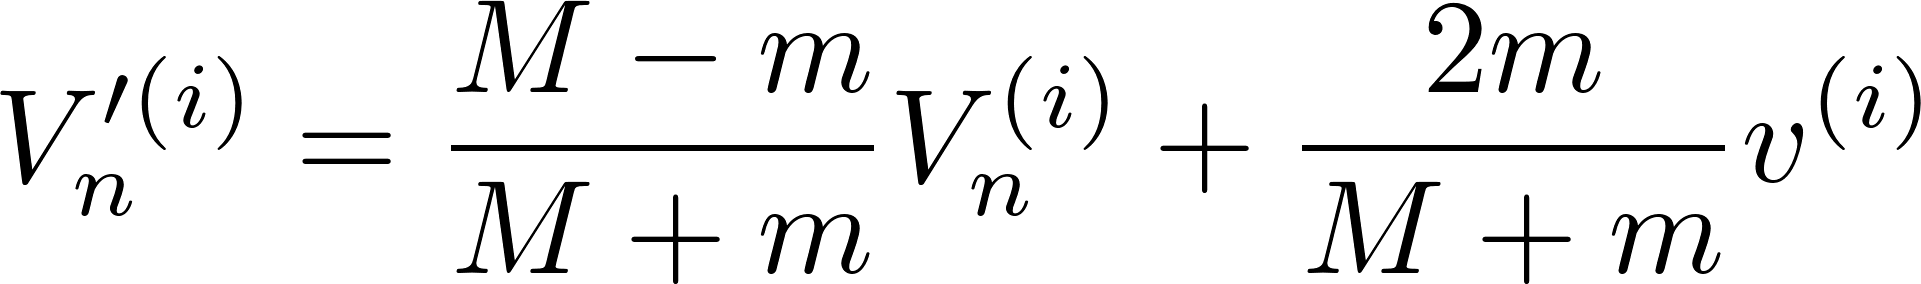 V_n'^{(i)} = \frac{M - m}{M + m} V_n^{(i)} + \frac{2m}{M + m} v^{(i)}